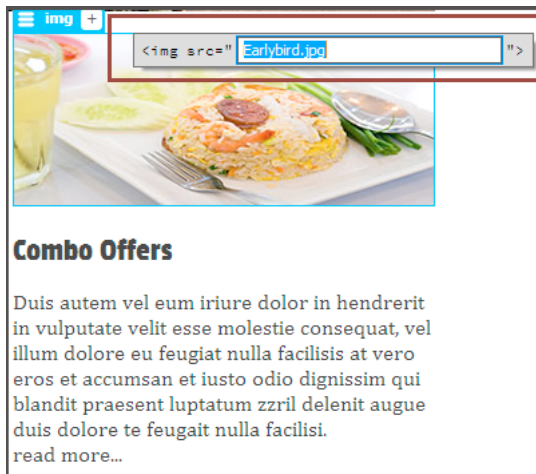 img +
<img src=" Earlybird.jpg ">
Combo Offers
Duis autem vel eum iriure dolor in hendrerit
in vulputate velit esse molestie consequat, vel
illum dolore eu feugiat nulla facilisis at vero
eros et accumsan et iusto odio dignissim qui
blandit praesent luptatum zzril delenit augue
duis dolore te feugait nulla facilisi.
read more...